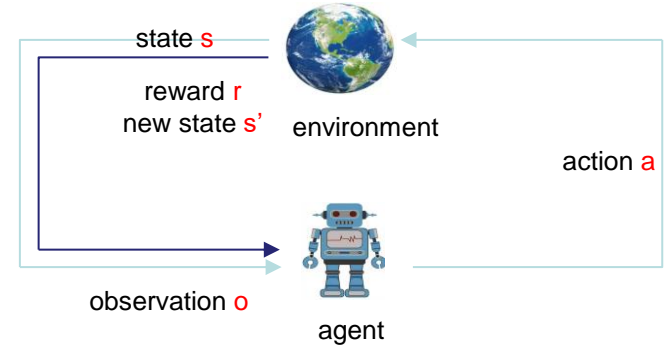 state s
reward r
new state s’
environment
action a
observation o
agent